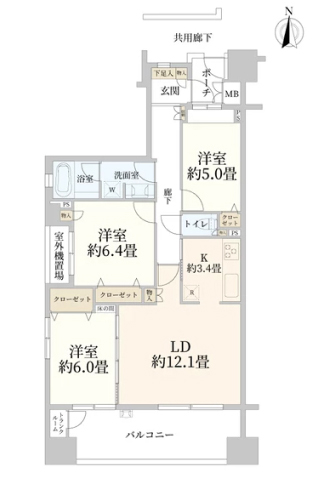 N
共用廊下
下足入
物入
ポーチ
玄関
MB
PS
洋室
約5.0畳
浴室
洗面室
W
廊下
PS
物入
トイレ
クローゼット
物入
洋室
約6.4畳
室外機置場
K
約3.4畳
R
クローゼット
クローゼット
物入
床の間
洋室
約6.0畳
LD
約12.1畳
トランクルーム
バルコニー